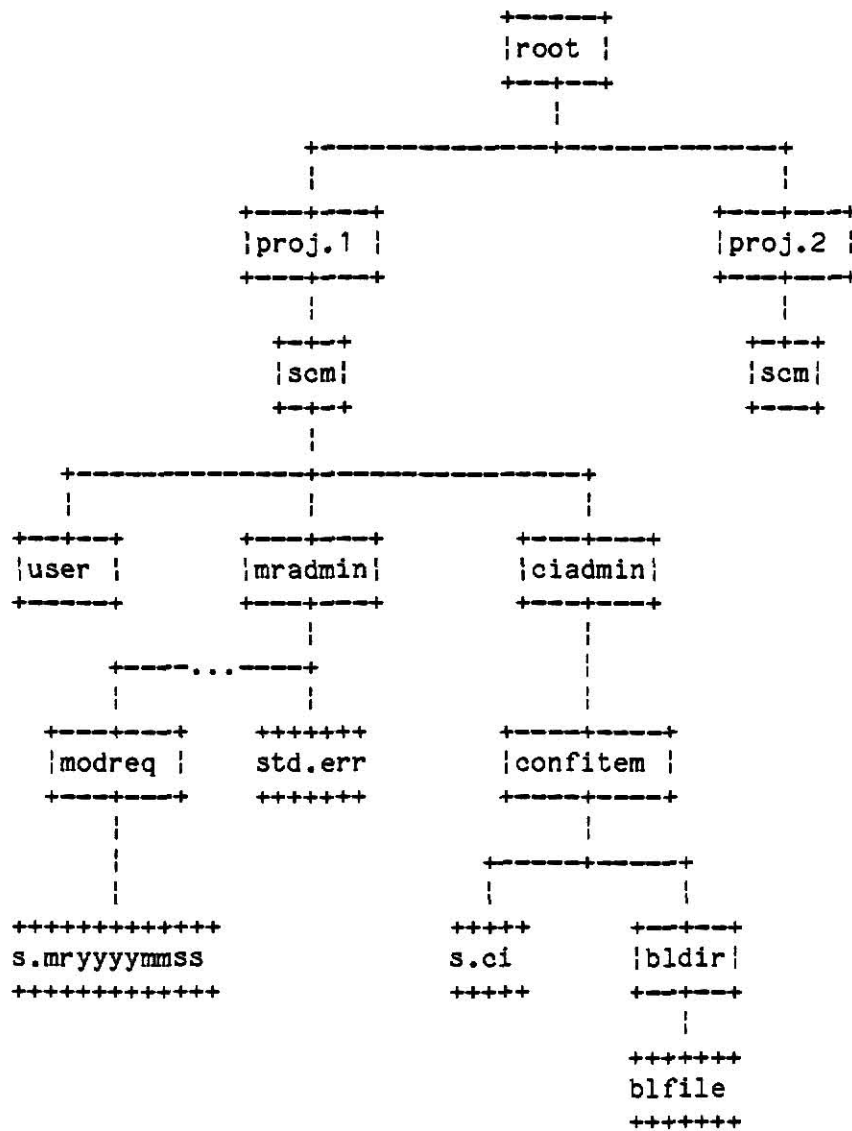 root
proj.1 proj.2
scm scm
user mradmin ciadmin
...
modreq std.err confitem
s.mryyyymmss s.ci bldir
blfile